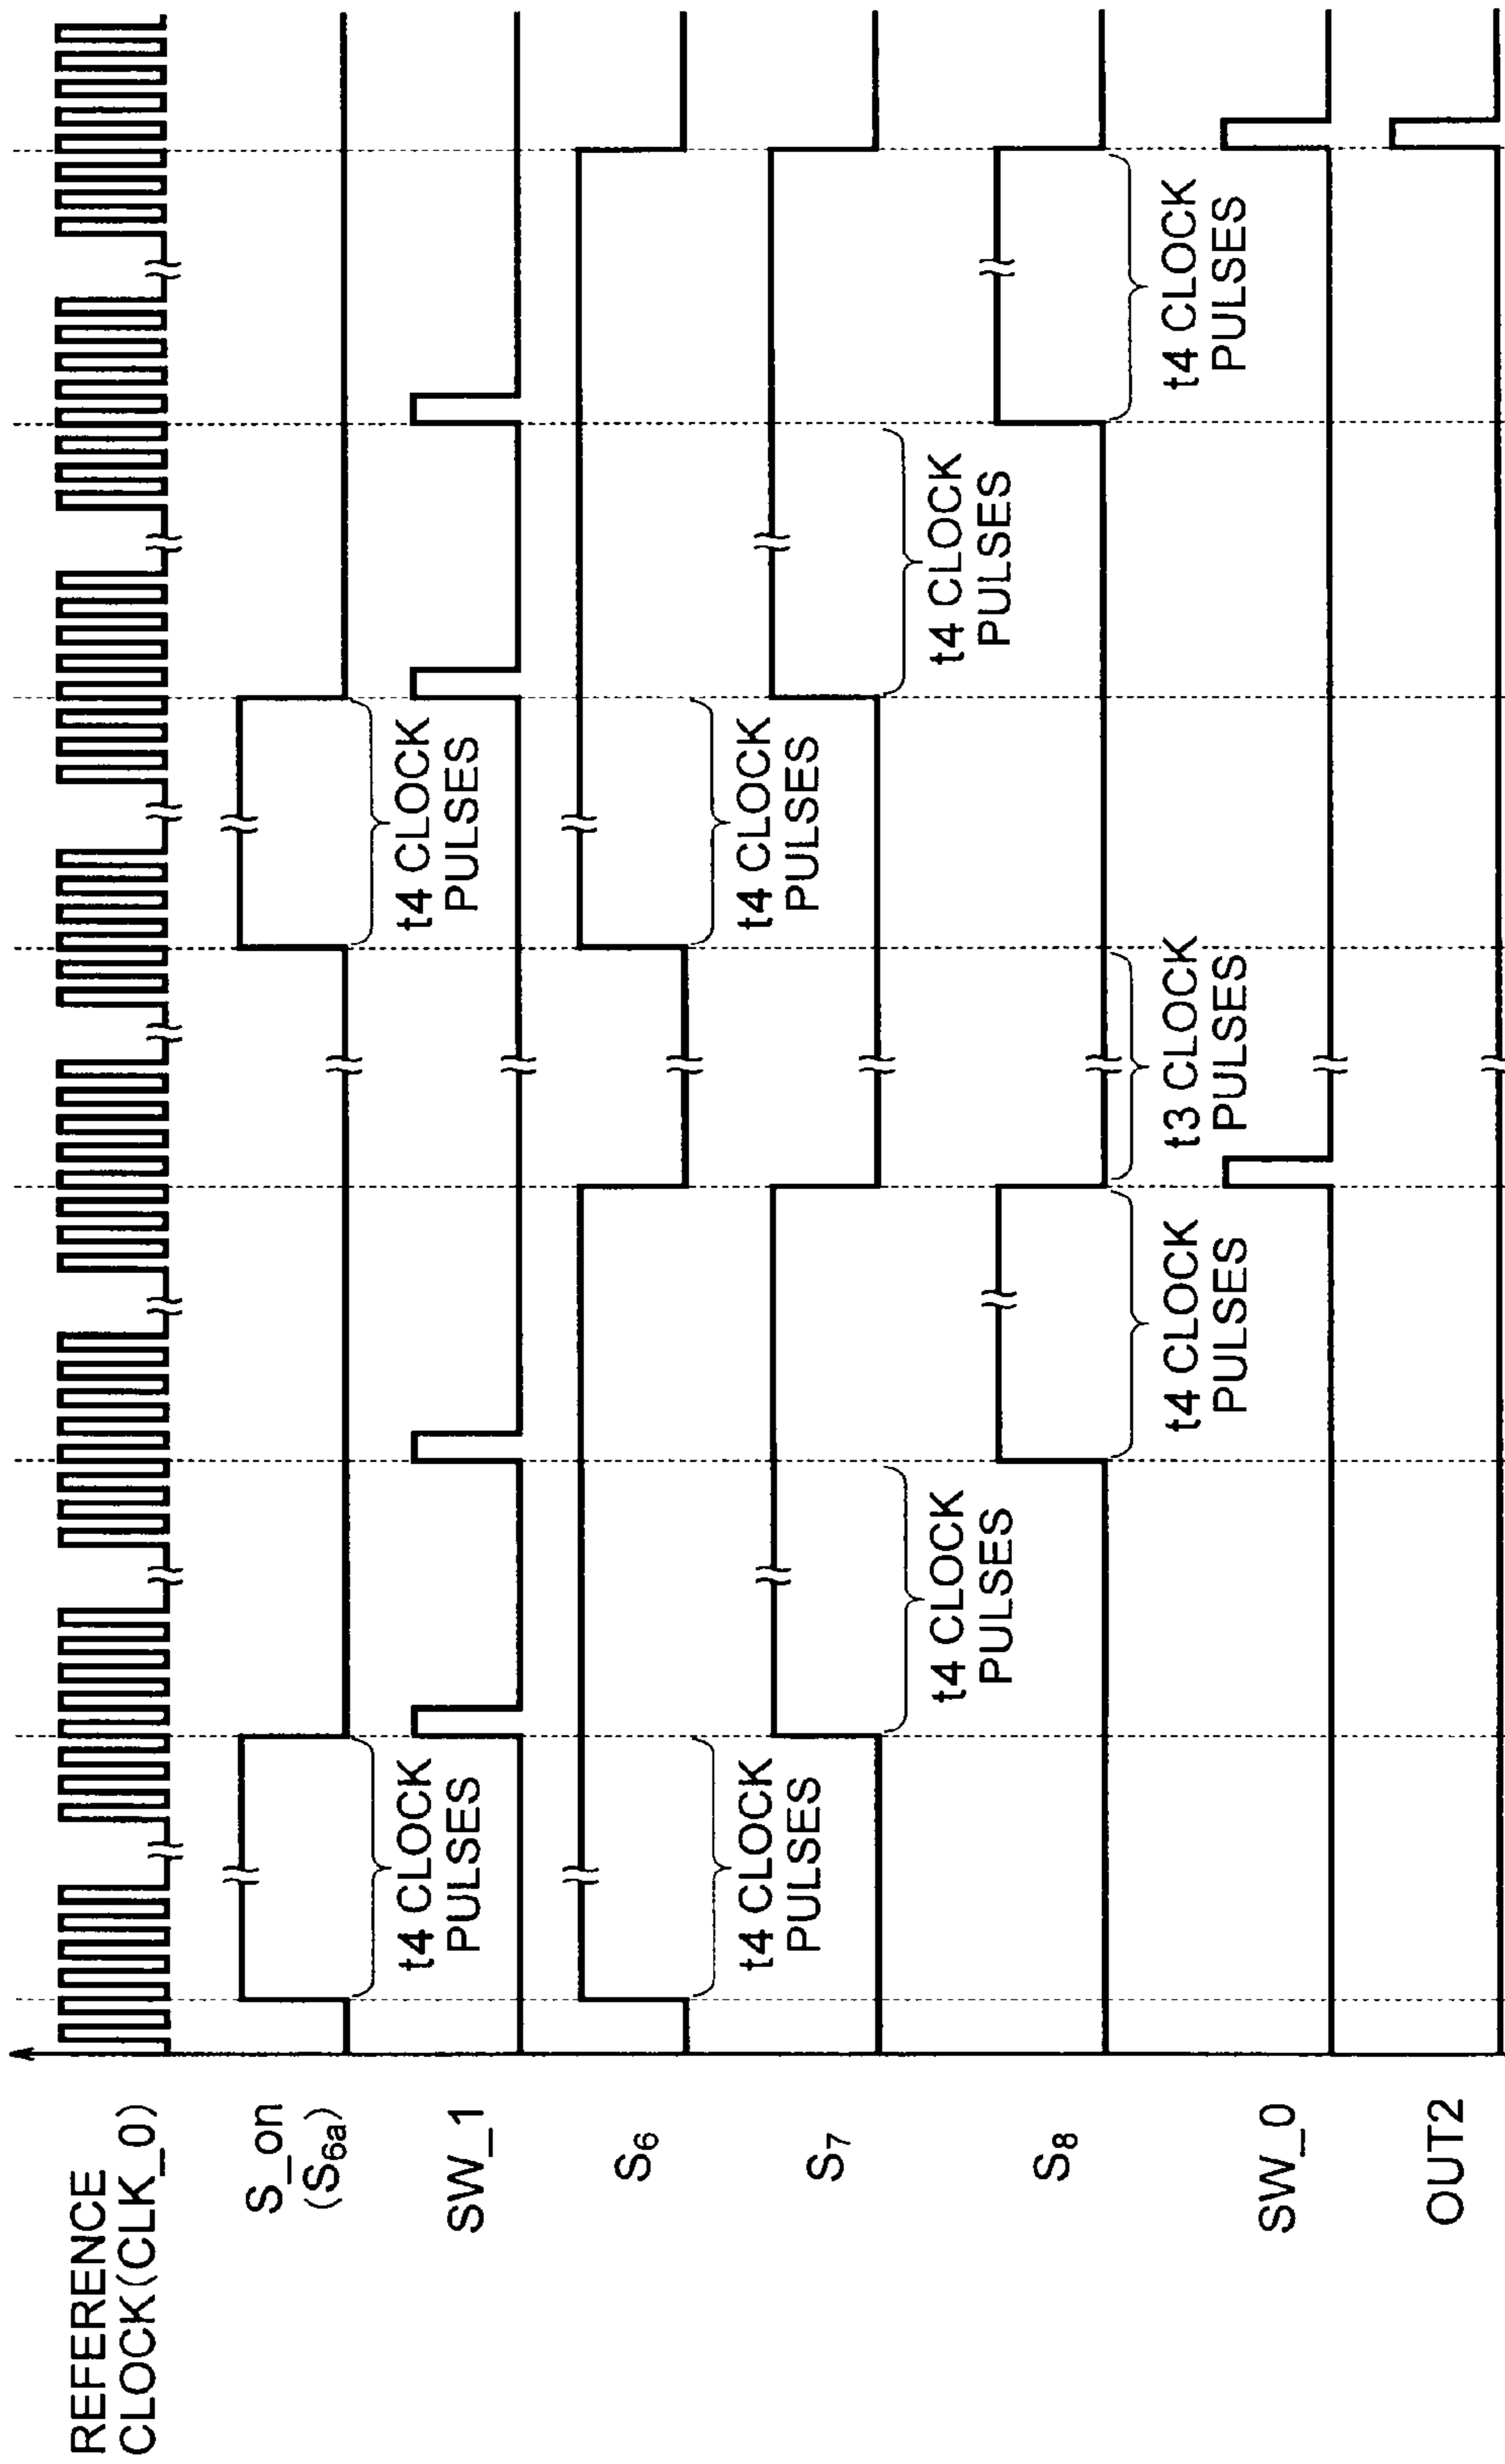 REFERENCE
CLOCK(CLK_0)
S_on
(S6a)
t4 CLOCK
PULSES
t4 CLOCK
PULSES
SW_1
S6
t4 CLOCK
PULSES
t4 CLOCK
PULSES
S7
t4 CLOCK
PULSES
t4 CLOCK
PULSES
S8
t4 CLOCK
PULSES
t3 CLOCK
PULSES
t4 CLOCK
PULSES
SW_0
OUT2